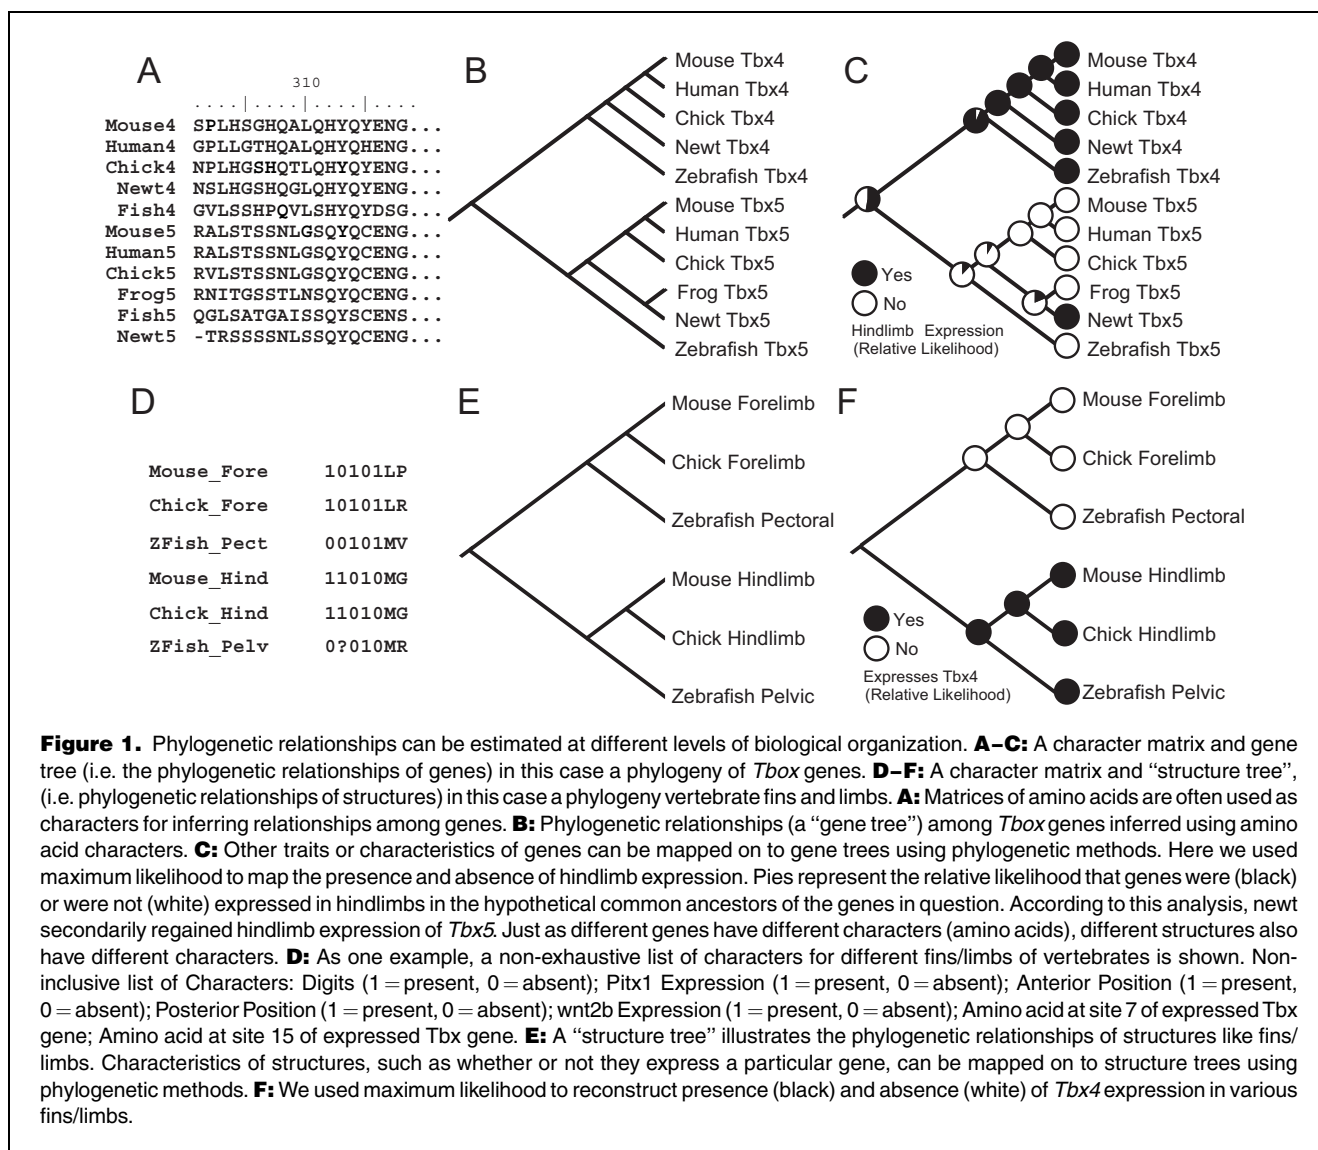 A
310
. . . . | . . . . | . . . . | . . . .
Mouse4 SPLHSGHQALQHYQYENG...
Human4 GPLLGTHQALQHYQHENG...
Chick4 NPLHGSHQTLQHYQYENG...
Newt4 NSLHGSHQGLQHYQYENG...
Fish4 GVLSSHPQVLSHYQYDSG...
Mouse5 RALSTSSNLGSQYQCENG...
Human5 RALSTSSNLGSQYQCENG...
Chick5 RVLSTSSNLGSQYQCENG...
Frog5 RNITGSSTLNSQYQCENG...
Fish5 QGLSATGAISSQYSCENS...
Newt5 -TRSSSSNLSSQYQCENG...
B
Mouse Tbx4
Human Tbx4
Chick Tbx4
Newt Tbx4
Zebrafish Tbx4
Mouse Tbx5
Human Tbx5
Chick Tbx5
Frog Tbx5
Newt Tbx5
Zebrafish Tbx5
C
Mouse Tbx4
Human Tbx4
Chick Tbx4
Newt Tbx4
Zebrafish Tbx4
Mouse Tbx5
Human Tbx5
Chick Tbx5
Frog Tbx5
Newt Tbx5
Zebrafish Tbx5
Yes
No
Hindlimb Expression
(Relative Likelihood)
D
Mouse_Fore 10101LP
Chick_Fore 10101LR
ZFish_Pect 00101MV
Mouse_Hind 11010MG
Chick_Hind 11010MG
ZFish_Pelv 0?010MR
E
Mouse Forelimb
Chick Forelimb
Zebrafish Pectoral
Mouse Hindlimb
Chick Hindlimb
Zebrafish Pelvic
F
Mouse Forelimb
Chick Forelimb
Zebrafish Pectoral
Mouse Hindlimb
Chick Hindlimb
Zebrafish Pelvic
Yes
No
Expresses Tbx4
(Relative Likelihood)
Figure 1. Phylogenetic relationships can be estimated at different levels of biological organization. A–C: A character matrix and gene
tree (i.e. the phylogenetic relationships of genes) in this case a phylogeny of Tbox genes. D–F: A character matrix and “structure tree”,
(i.e. phylogenetic relationships of structures) in this case a phylogeny vertebrate fins and limbs. A: Matrices of amino acids are often used as
characters for inferring relationships among genes. B: Phylogenetic relationships (a “gene tree”) among Tbox genes inferred using amino
acid characters. C: Other traits or characteristics of genes can be mapped on to gene trees using phylogenetic methods. Here we used
maximum likelihood to map the presence and absence of hindlimb expression. Pies represent the relative likelihood that genes were (black)
or were not (white) expressed in hindlimbs in the hypothetical common ancestors of the genes in question. According to this analysis, newt
secondarily regained hindlimb expression of Tbx5. Just as different genes have different characters (amino acids), different structures also
have different characters. D: As one example, a non-exhaustive list of characters for different fins/limbs of vertebrates is shown. Non-
inclusive list of Characters: Digits (1 = present, 0 = absent); Pitx1 Expression (1 = present, 0 = absent); Anterior Position (1 = present,
0 = absent); Posterior Position (1 = present, 0 = absent); wnt2b Expression (1 = present, 0 = absent); Amino acid at site 7 of expressed Tbx
gene; Amino acid at site 15 of expressed Tbx gene. E: A “structure tree” illustrates the phylogenetic relationships of structures like fins/
limbs. Characteristics of structures, such as whether or not they express a particular gene, can be mapped on to structure trees using
phylogenetic methods. F: We used maximum likelihood to reconstruct presence (black) and absence (white) of Tbx4 expression in various
fins/limbs.